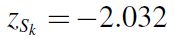 z_{S_k} = −2.032